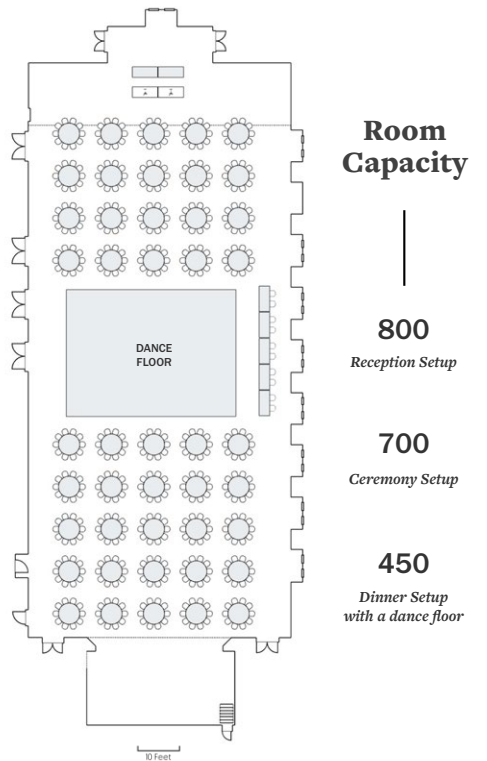 Room
Capacity
800
Reception Setup
700
Ceremony Setup
450
Dinner Setup
with a dance floor
DANCE
FLOOR
10 Feet